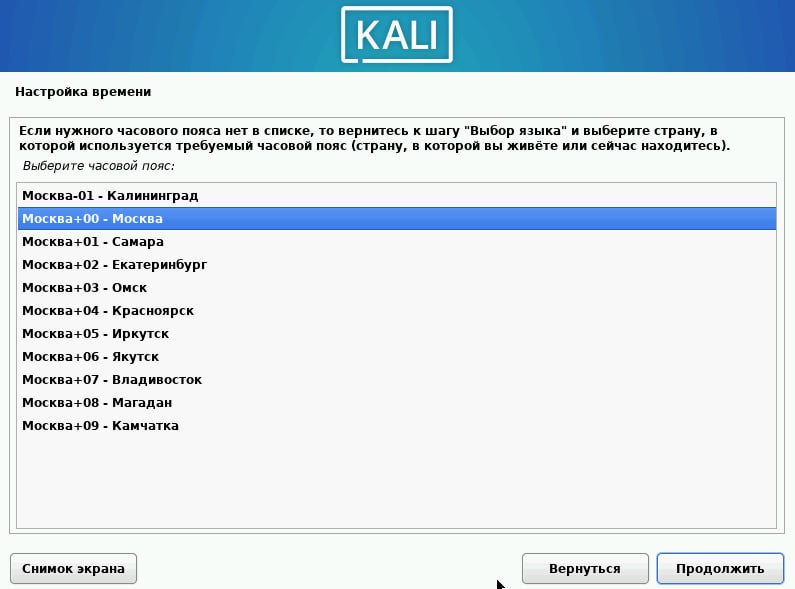 KALI
Настройка времени
Если нужного часового пояса нет в списке, то вернитесь к шагу "Выбор языка" и выберите страну, в
которой используется требуемый часовой пояс (страну, в которой вы живёте или сейчас находитесь).
Выберите часовой пояс:
Москва-01 - Калининград
Москва+00 - Москва
Москва+01 - Самара
Москва+02 - Екатеринбург
Москва+03 - Омск
Москва+04 - Красноярск
Москва+05 - Иркутск
Москва+06 - Якутск
Москва+07 - Владивосток
Москва+08 - Магадан
Москва+09 - Камчатка
Снимок экрана
Вернуться
Продолжить